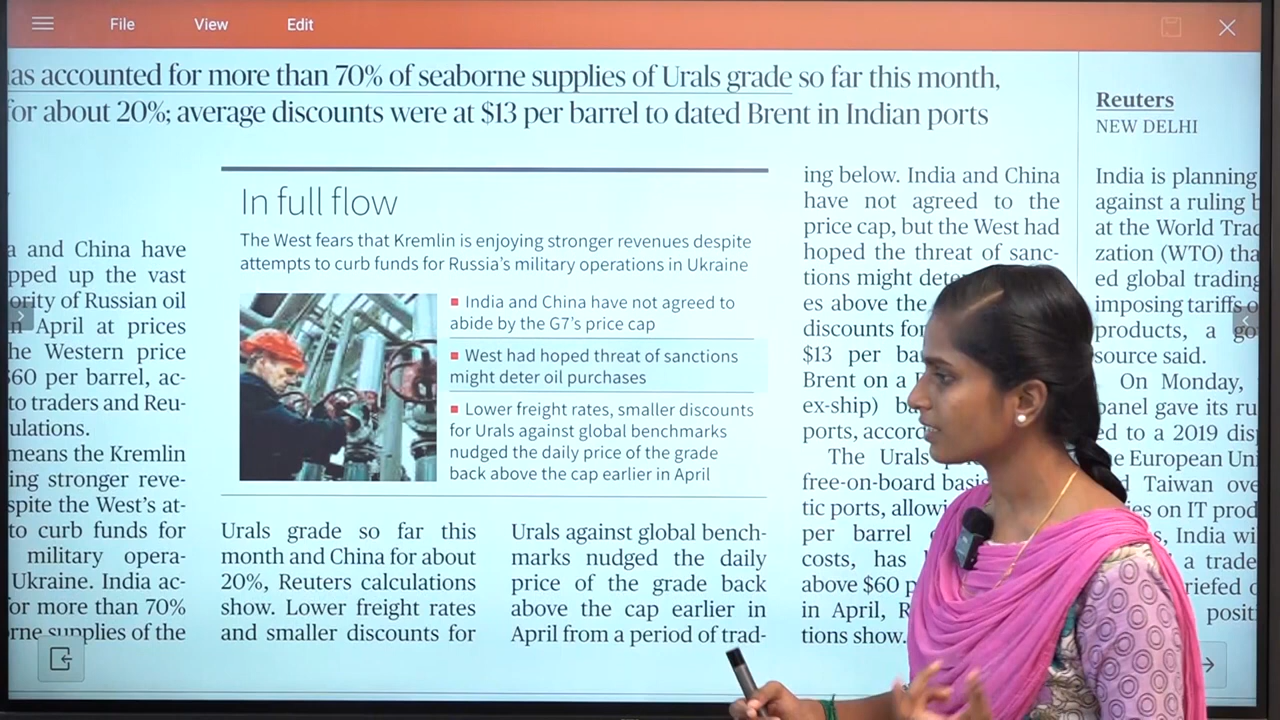 File View Edit
as accounted for more than 70% of seaborne supplies of Urals grade so far this month,
for about 20%; average discounts were at $13 per barrel to dated Brent in Indian ports
a and China have
pped up the vast
ority of Russian oil
April at prices
he Western price
$60 per barrel, ac-
to traders and Reu-
ulations.
means the Kremlin
ing stronger reve-
spite the West's at-
to curb funds for
military opera-
Ukraine. India ac-
or more than 70%
rne supplies of the
In full flow
The West fears that Kremlin is enjoying stronger revenues despite
attempts to curb funds for Russia's military operations in Ukraine
India and China have not agreed to
abide by the G7's price cap
West had hoped threat of sanctions
might deter oil purchases
Lower freight rates, smaller discounts
for Urals against global benchmarks
nudged the daily price of the grade
back above the cap earlier in April
Urals grade so far this
month and China for about
20%, Reuters calculations
show. Lower freight rates
and smaller discounts for
Urals against global bench-
marks nudged the daily
price of the grade back
above the cap earlier in
April from a period of trad-
ing below. India and China
have not agreed to the
price cap, but the West had
hoped the threat of sanc-
tions might dete
es above the
discounts for
$13 per ba
Brent on a
ex-ship) ba
ports, accord
The Urals
free-on-board basis
tic ports, allowi
per barrel
costs, has
above $60 p
in April, R
tions show.
Reuters
NEW DELHI
India is planning
against a ruling b
at the World Trad
zation (WTO) tha
ed global trading
imposing tariffs o
products, a go
source said.
On Monday,
panel gave its ru
ed to a 2019 disp
e European Uni
Taiwan ove
ies on IT prod
s, India wi
a trade
riefed o
positi